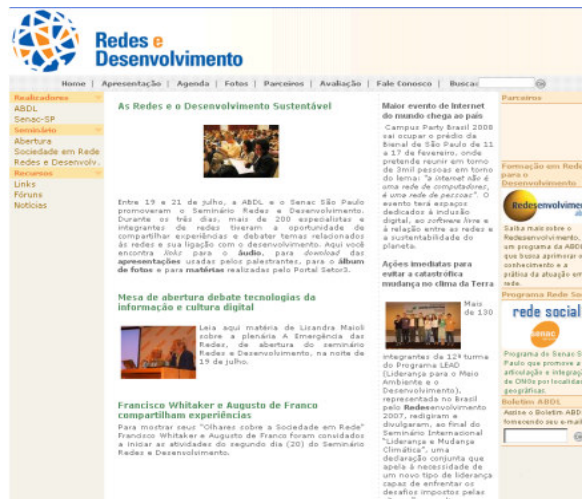 Redes e
Desenvolvimento
Home | Apresentação | Agenda | Fotos | Parceiros | Avaliação | Fale Conosco | Busca:
Realizadores
ABDL
Senac-SP
Seminário
Abertura
Sociedade em Rede
Redes e Desenvolv.
Recursos
Links
Fóruns
Notícias
As Redes e o Desenvolvimento Sustentável
Entre 19 e 21 de julho, a ABDL e o Senac São Paulo
promoveram o Seminário Redes e Desenvolvimento.
Durante os três dias, mais de 200 especialistas e
integrantes de redes tiveram a oportunidade de
compartilhar experiências e debater temas relacionados
às redes e sua ligação com o desenvolvimento. Aqui você
encontra links para o áudio, para download das
apresentações usadas pelos palestrantes, para o álbum
de fotos e para matérias realizadas pelo Portal Setor3.
Mesa de abertura debate tecnologias da
informação e cultura digital
Leia aqui matéria de Lisandra Maioli
sobre a plenária A Emergência das
Redes, de abertura do seminário
Redes e Desenvolvimento, na noite de
19 de julho.
Francisco Whitaker e Augusto de Franco
compartilham experiências
Para mostrar seus "Olhares sobre a Sociedade em Rede"
Francisco Whitaker e Augusto de Franco foram convidados
a iniciar as atividades do segundo dia (20) do Seminário
Redes e Desenvolvimento.
Maior evento de Internet
do mundo chega ao país
Campus Party Brasil 2008
vai ocupar o prédio da
Bienal de São Paulo de 11
a 17 de fevereiro, onde
pretende reunir em torno
de 3mil pessoas em torno
do lema: "a internet não é
uma rede de computadores,
é uma rede de pessoas". O
evento terá espaços
dedicados à inclusão
digital, ao software livre e
à relação entre as redes e
a sustentabilidade do
planeta.
Ações imediatas para
evitar a catastrófica
mudança no clima da Terra
Mais
de 130
integrantes da 12ª turma
do Programa LEAD
(Liderança para o Meio
Ambiente e o
Desenvolvimento),
representada no Brasil
pelo Redesenvolvimento
2007, redigiram e
divulgaram, ao final do
Seminário Internacional
"Liderança e Mudança
Climática", uma
declaração conjunta que
apela à necessidade de
um novo tipo de liderança
capaz de enfrentar os
desafios impostos pelas
Parceiros
Formação em Rede
para o
Desenvolvimento
Redesenvolvimen
Saiba mais sobre o
Redesenvolvimento,
um programa da ABDL
que busca aprimorar o
conhecimento e a
prática da atuação em
rede.
Programa Rede So
rede social
senac
Programa do Senac S
Paulo que promove a
articulação e integraç
de ONGs por localidad
geográficas.
Boletim ABDL
Assine o Boletim ABD
fornecendo seu e-mail